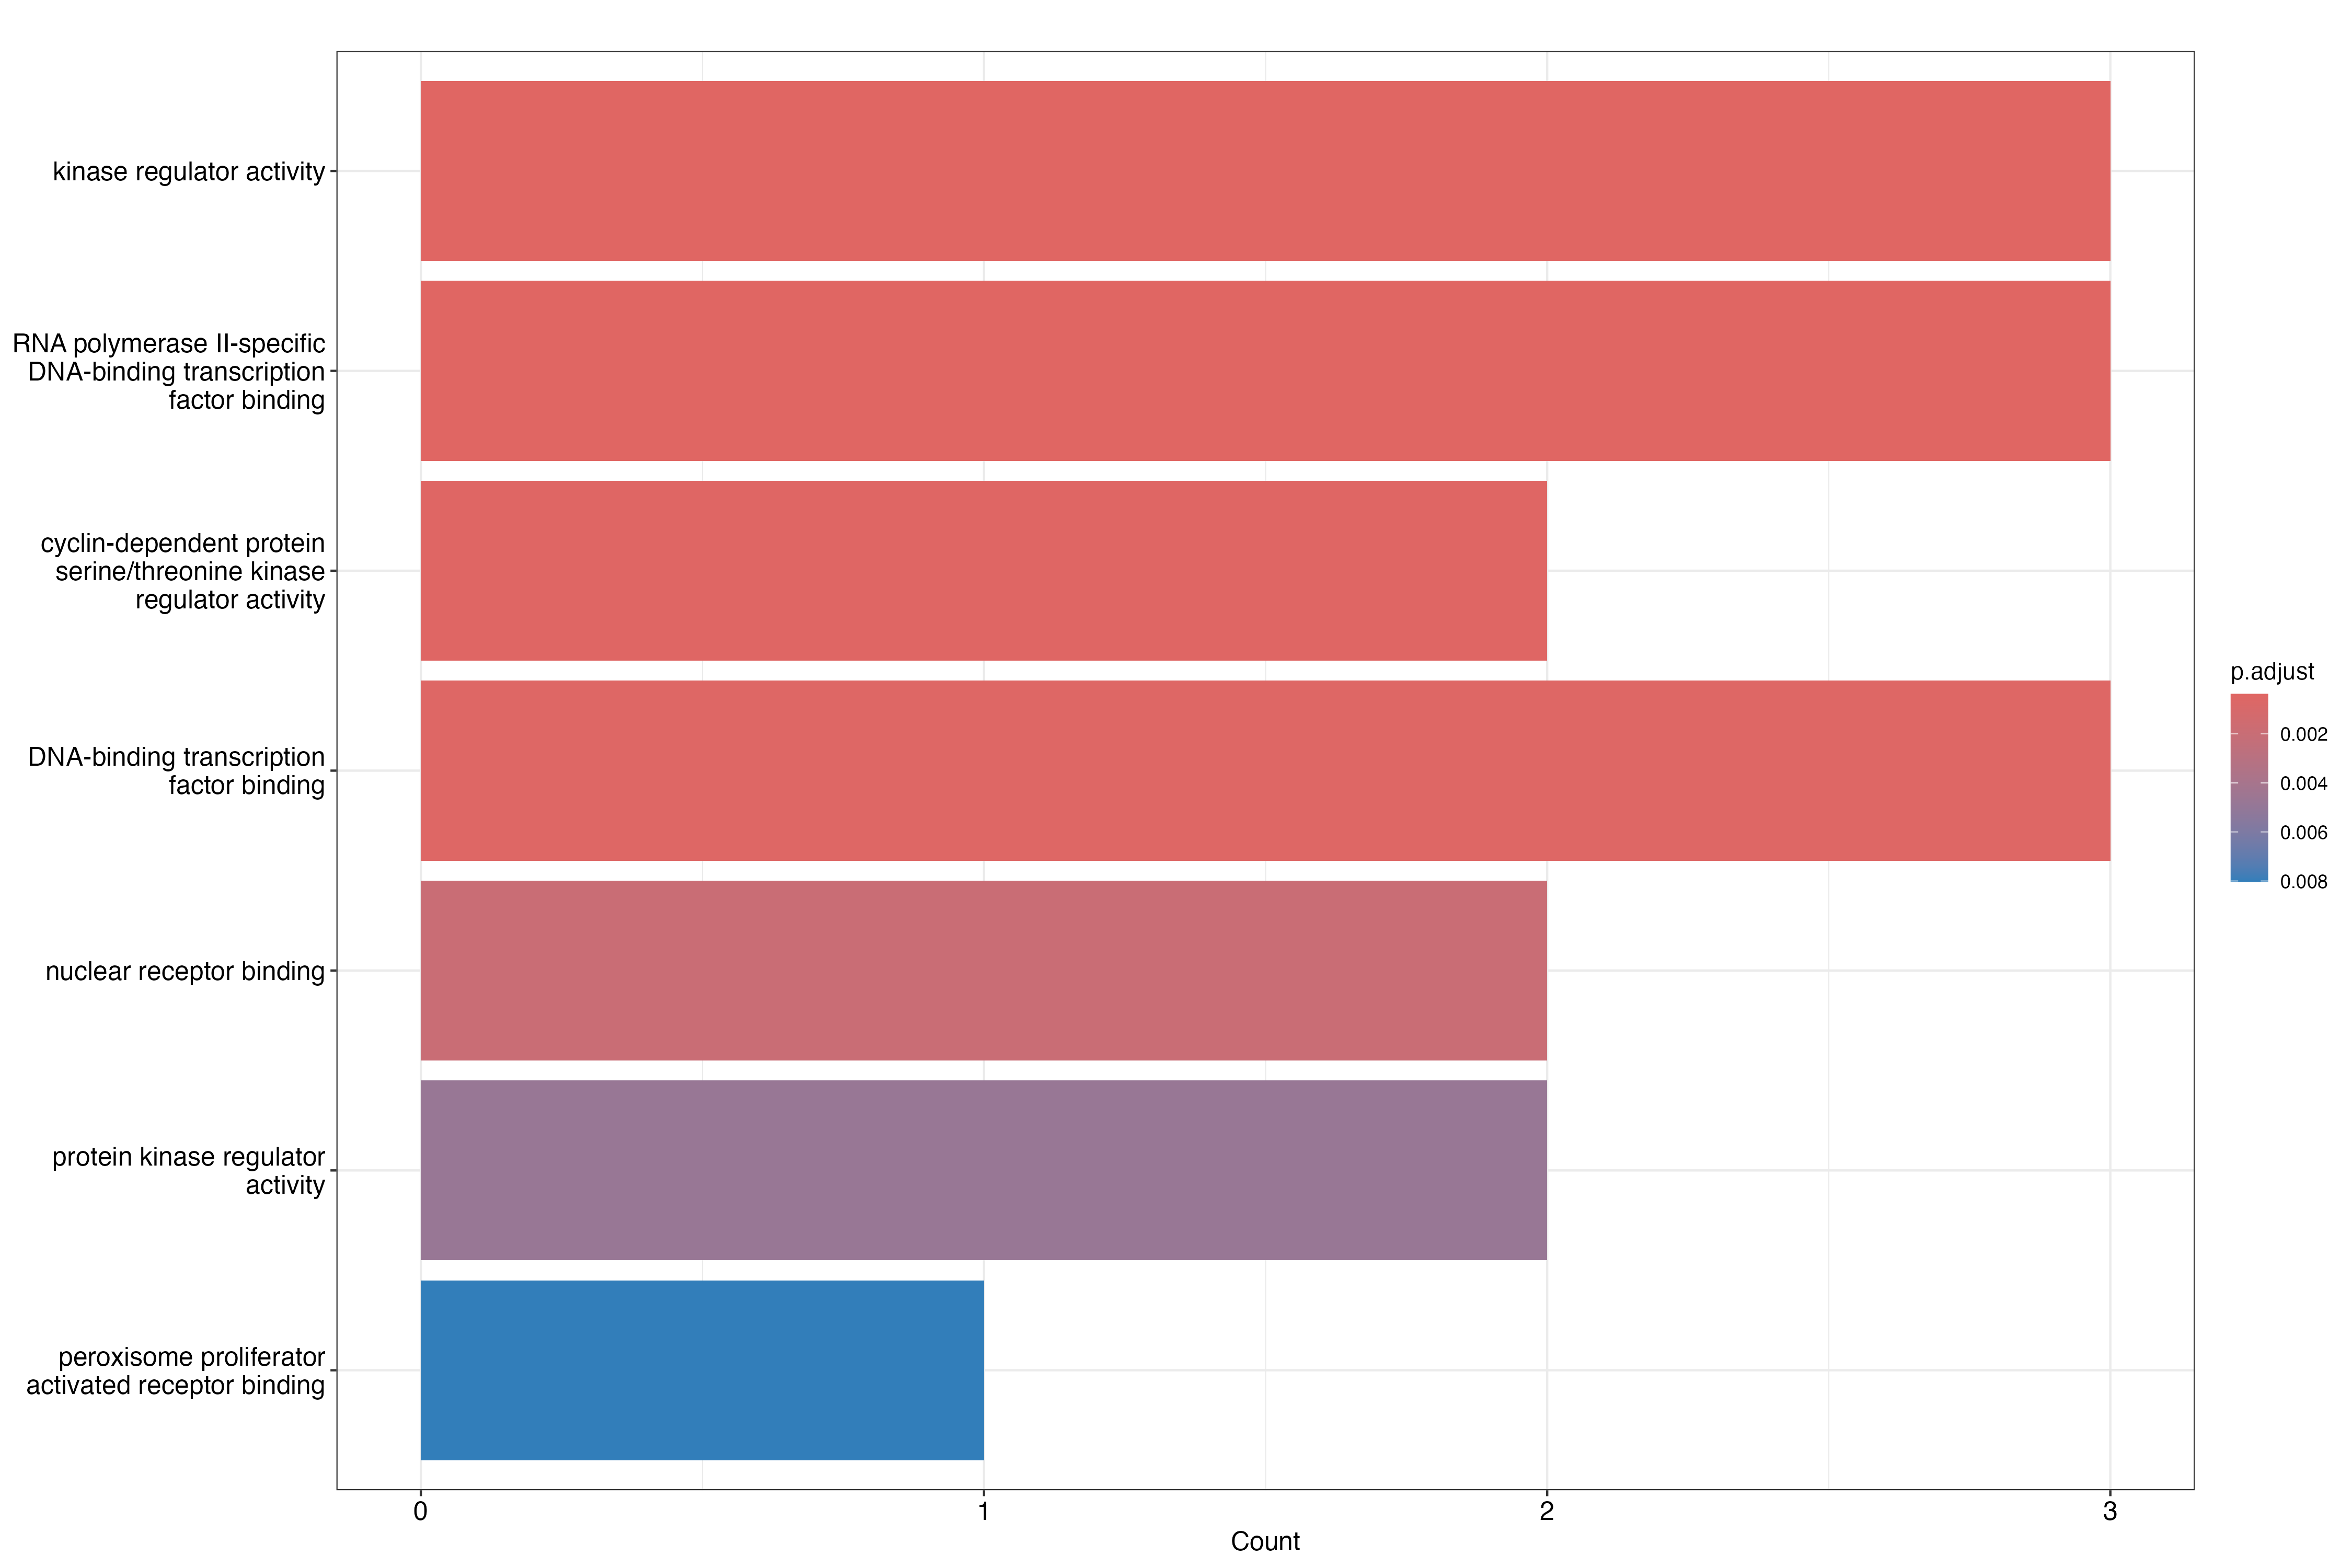 kinase regulator activity
RNA polymerase II-specific
DNA-binding transcription
factor binding
cyclin-dependent protein
serine/threonine kinase
regulator activity
DNA-binding transcription
factor binding
nuclear receptor binding
protein kinase regulator
activity
peroxisome proliferator
activated receptor binding
0
1
2
3
Count
p.adjust
0.002
0.004
0.006
0.008